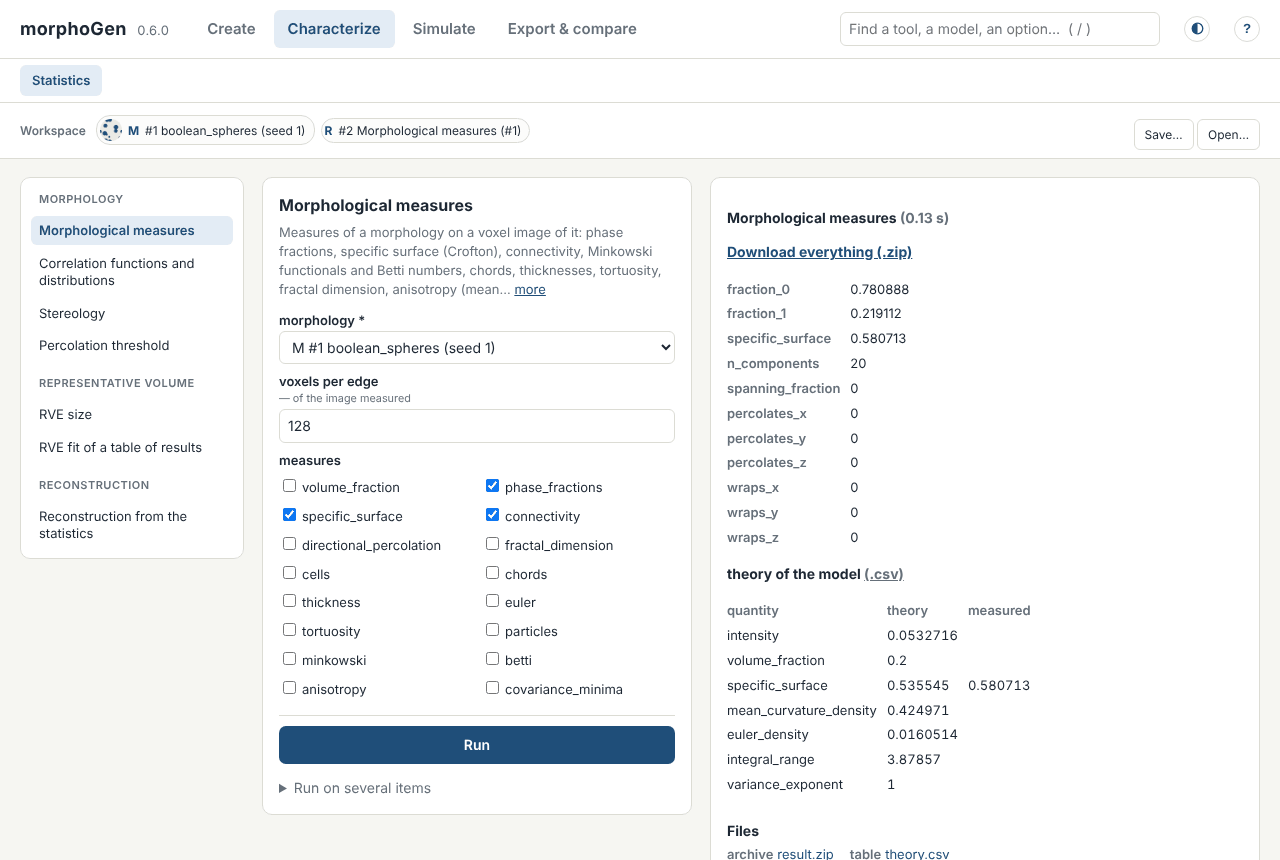 morphoGen 0.6.0 Create Characterize Simulate Export & compare Find a tool, a model, an option... ( / ) ?
Statistics
Workspace M #1 boolean_spheres (seed 1) R #2 Morphological measures (#1) Save... Open...
MORPHOLOGY
Morphological measures
Correlation functions and
distributions
Stereology
Percolation threshold
REPRESENTATIVE VOLUME
RVE size
RVE fit of a table of results
RECONSTRUCTION
Reconstruction from the
statistics
Morphological measures
Measures of a morphology on a voxel image of it: phase
fractions, specific surface (Crofton), connectivity, Minkowski
functionals and Betti numbers, chords, thicknesses, tortuosity,
fractal dimension, anisotropy (mean... more
morphology *
M #1 boolean_spheres (seed 1)
voxels per edge
— of the image measured
128
measures
volume_fraction phase_fractions
specific_surface connectivity
directional_percolation fractal_dimension
cells chords
thickness euler
tortuosity particles
minkowski betti
anisotropy covariance_minima
Run
Run on several items
Morphological measures (0.13 s)
Download everything (.zip)
fraction_0 0.780888
fraction_1 0.219112
specific_surface 0.580713
n_components 20
spanning_fraction 0
percolates_x 0
percolates_y 0
percolates_z 0
wraps_x 0
wraps_y 0
wraps_z 0
theory of the model (.csv)
quantity theory measured
intensity 0.0532716
volume_fraction 0.2
specific_surface 0.535545 0.580713
mean_curvature_density 0.424971
euler_density 0.0160514
integral_range 3.87857
variance_exponent 1
Files
archive result.zip table theory.csv